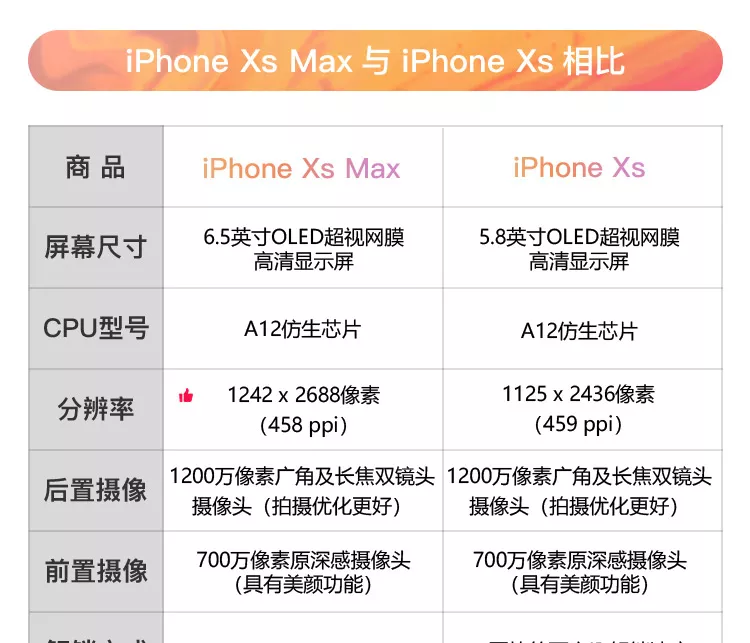 iPhone Xs Max 与 iPhone Xs 相比
商 品
iPhone Xs Max
iPhone Xs
屏幕尺寸
6.5英寸OLED超视网膜
高清显示屏
5.8英寸OLED超视网膜
高清显示屏
CPU型号
A12仿生芯片
A12仿生芯片
分辨率
1242 x 2688像素
（458 ppi）
1125 x 2436像素
（459 ppi）
后置摄像
1200万像素广角及长焦双镜头
摄像头（拍摄优化更好）
1200万像素广角及长焦双镜头
摄像头（拍摄优化更好）
前置摄像
700万像素原深感摄像头
（具有美颜功能）
700万像素原深感摄像头
（具有美颜功能）